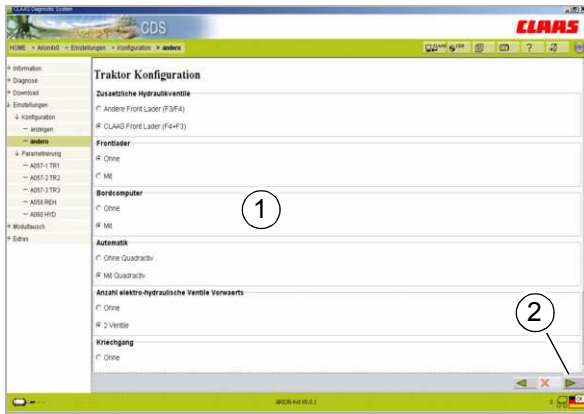 CLAAS Diagnostic System
CDS
CLAAS
HOME > Arion4x0 > Einstellungen > Konfiguration > ändern
CLAAS CDS
?
Information
Diagnose
Download
Einstellungen
Konfiguration
anzeigen
ändern
Parametrierung
A057-1 TR1
A057-2 TR2
A057-3 TR3
A058 REH
A060 HYD
Modultausch
Extras
Traktor Konfiguration
Zusaetzliche Hydraulikventile
Andere Front Lader (F3/F4)
CLAAS Front Lader (F4+F3)
Frontlader
Ohne
Mit
Bordcomputer
Ohne
Mit
1
Automatik
Ohne Quadractiv
Mit Quadractiv
Anzahl elektro-hydraulische Ventile Vorwaerts
Ohne
2 Ventile
2
Kriechgang
Ohne